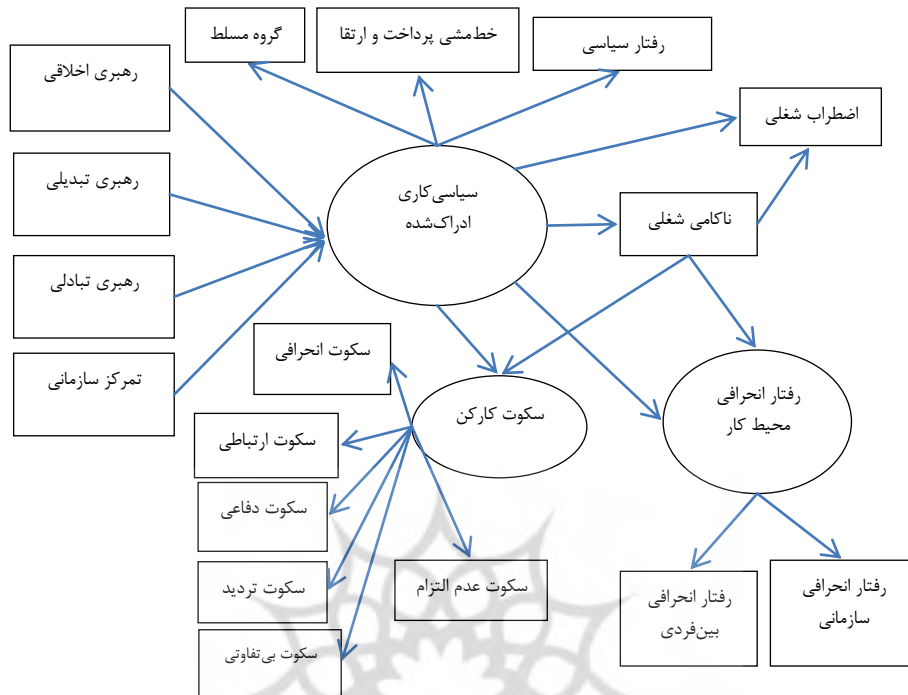 گروه مسلط
خط‌مشی پرداخت و ارتقا
رفتار سیاسی
رهبری اخلاقی
اضطراب شغلی
رهبری تبدیلی
سیاسی‌کاری
ادراک‌شده
ناکامی شغلی
رهبری تبادلی
سکوت انحرافی
تمرکز سازمانی
رفتار انحرافی
محیط کار
سکوت کارکن
سکوت ارتباطی
سکوت دفاعی
سکوت تردید
سکوت عدم التزام
رفتار انحرافی
بین‌فردی
رفتار انحرافی
سازمانی
سکوت بی‌تفاوتی